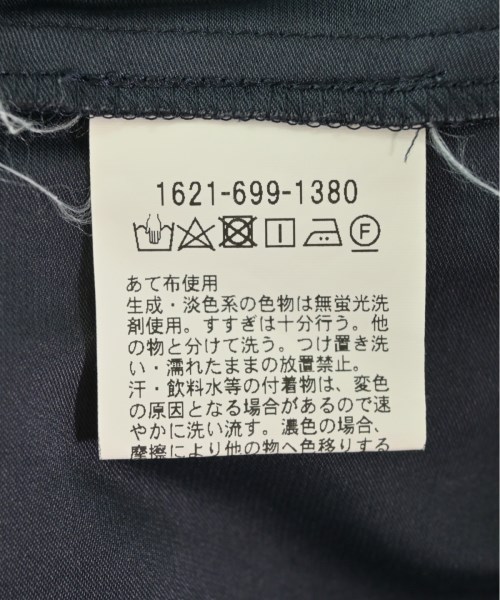 1621-699-1380
あて布使用
生成・淡色系の色物は無蛍光洗
剤使用。すすぎは十分行う。他
の物と分けて洗う。つけ置き洗
い・濡れたままの放置禁止。
汗・飲料水等の付着物は、変色
の原因となる場合があるので速
やかに洗い流す。濃色の場合、
摩擦により他の物へ色移りする